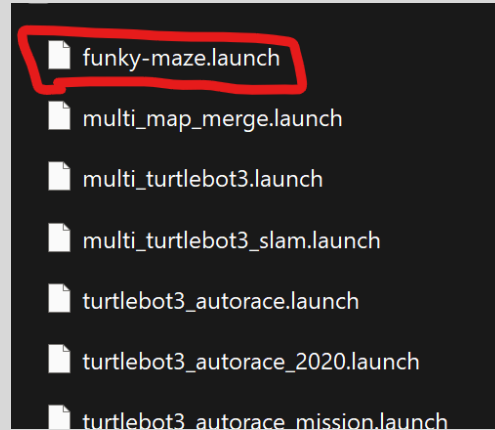 funky-maze.launch
multi_map_merge.launch
multi_turtlebot3.launch
multi_turtlebot3_slam.launch
turtlebot3_autorace.launch
turtlebot3_autorace_2020.launch
turtlebot3_autorace_mission.launch